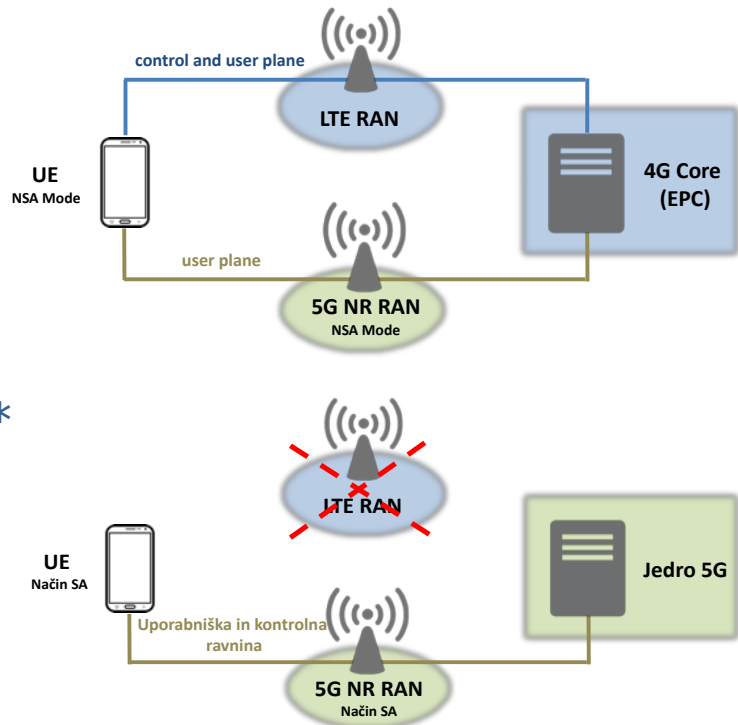 control and user plane
LTE RAN
UE
NSA Mode
4G Core
(EPC)
user plane
5G NR RAN
NSA Mode
*
LTE RAN
UE
Način SA
Jedro 5G
Uporabniška in kontrolna
ravnina
5G NR RAN
Način SA